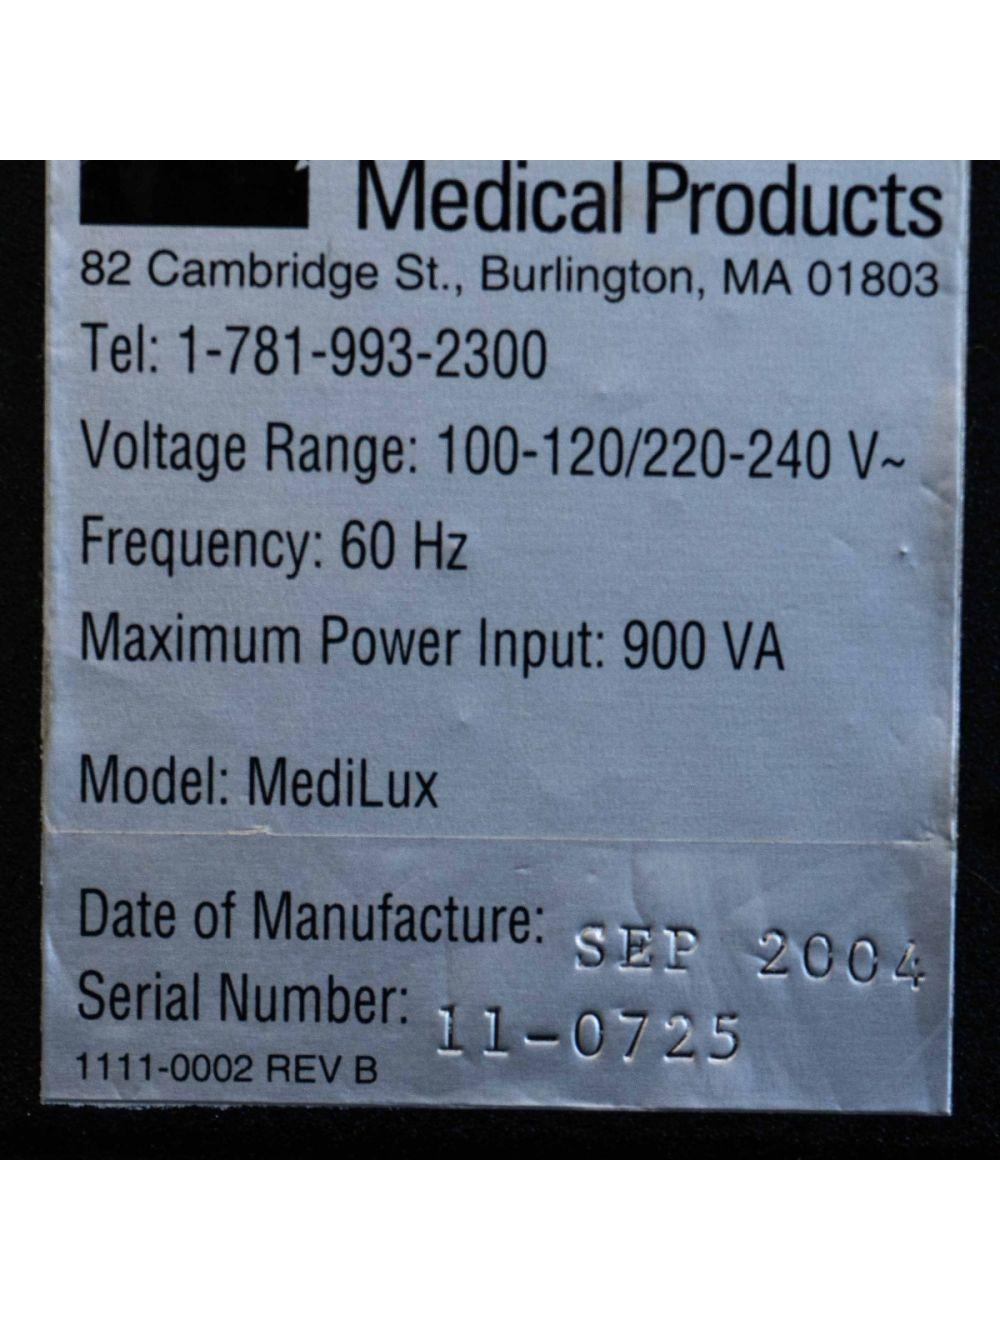 Medical Products
82 Cambridge St., Burlington, MA 01803
Tel: 1-781-993-2300
Voltage Range: 100-120/220-240 V~
Frequency: 60 Hz
Maximum Power Input: 900 VA
Model: MediLux
Date of Manufacture: SEP 2004
Serial Number: 11-0725
1111-0002 REV B